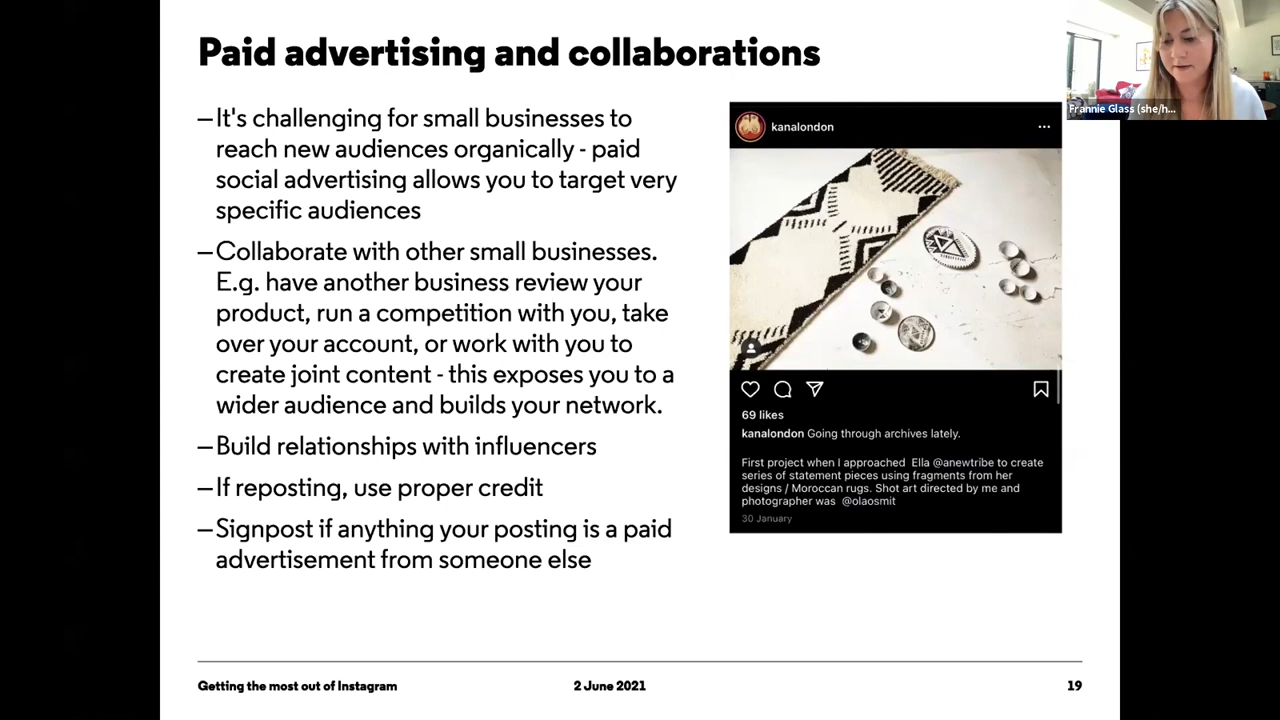 Paid advertising and collaborations
Frannie Glass (she/h...
–It's challenging for small businesses to
reach new audiences organically - paid
social advertising allows you to target very
specific audiences
–Collaborate with other small businesses.
E.g. have another business review your
product, run a competition with you, take
over your account, or work with you to
create joint content - this exposes you to a
wider audience and builds your network.
–Build relationships with influencers
–If reposting, use proper credit
–Signpost if anything your posting is a paid
advertisement from someone else
kanalondon
69 likes
kanalondon Going through archives lately.
First project when I approached Ella @anewtribe to create
series of statement pieces using fragments from her
designs / Moroccan rugs. Shot art directed by me and
photographer was @olaosmit
30 January
Getting the most out of Instagram
2 June 2021
19